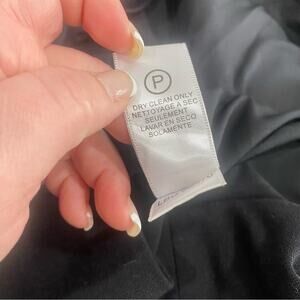 P
DRY CLEAN ONLY
NETTOYAGE A SEC
SEULEMENT
LAVAR EN SECO
SOLAMENTE